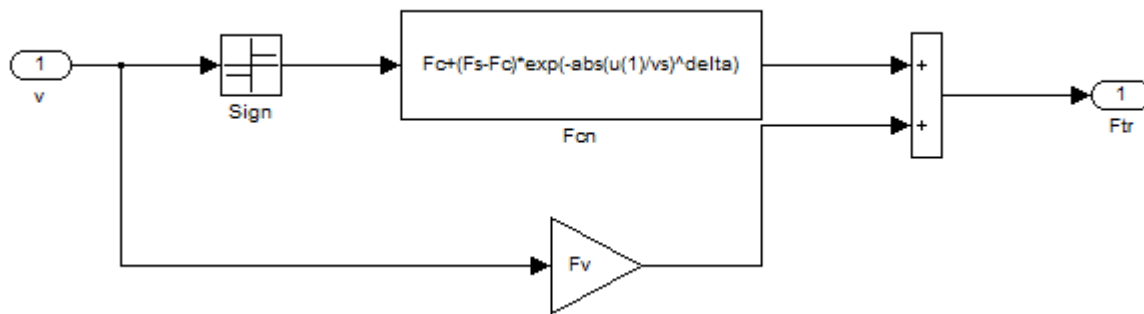 1
v
Sign
Fc+(Fs-Fc)*exp(-abs(u(1)/vs)^delta)
Fcn
+
+
1
Ftr
Fv